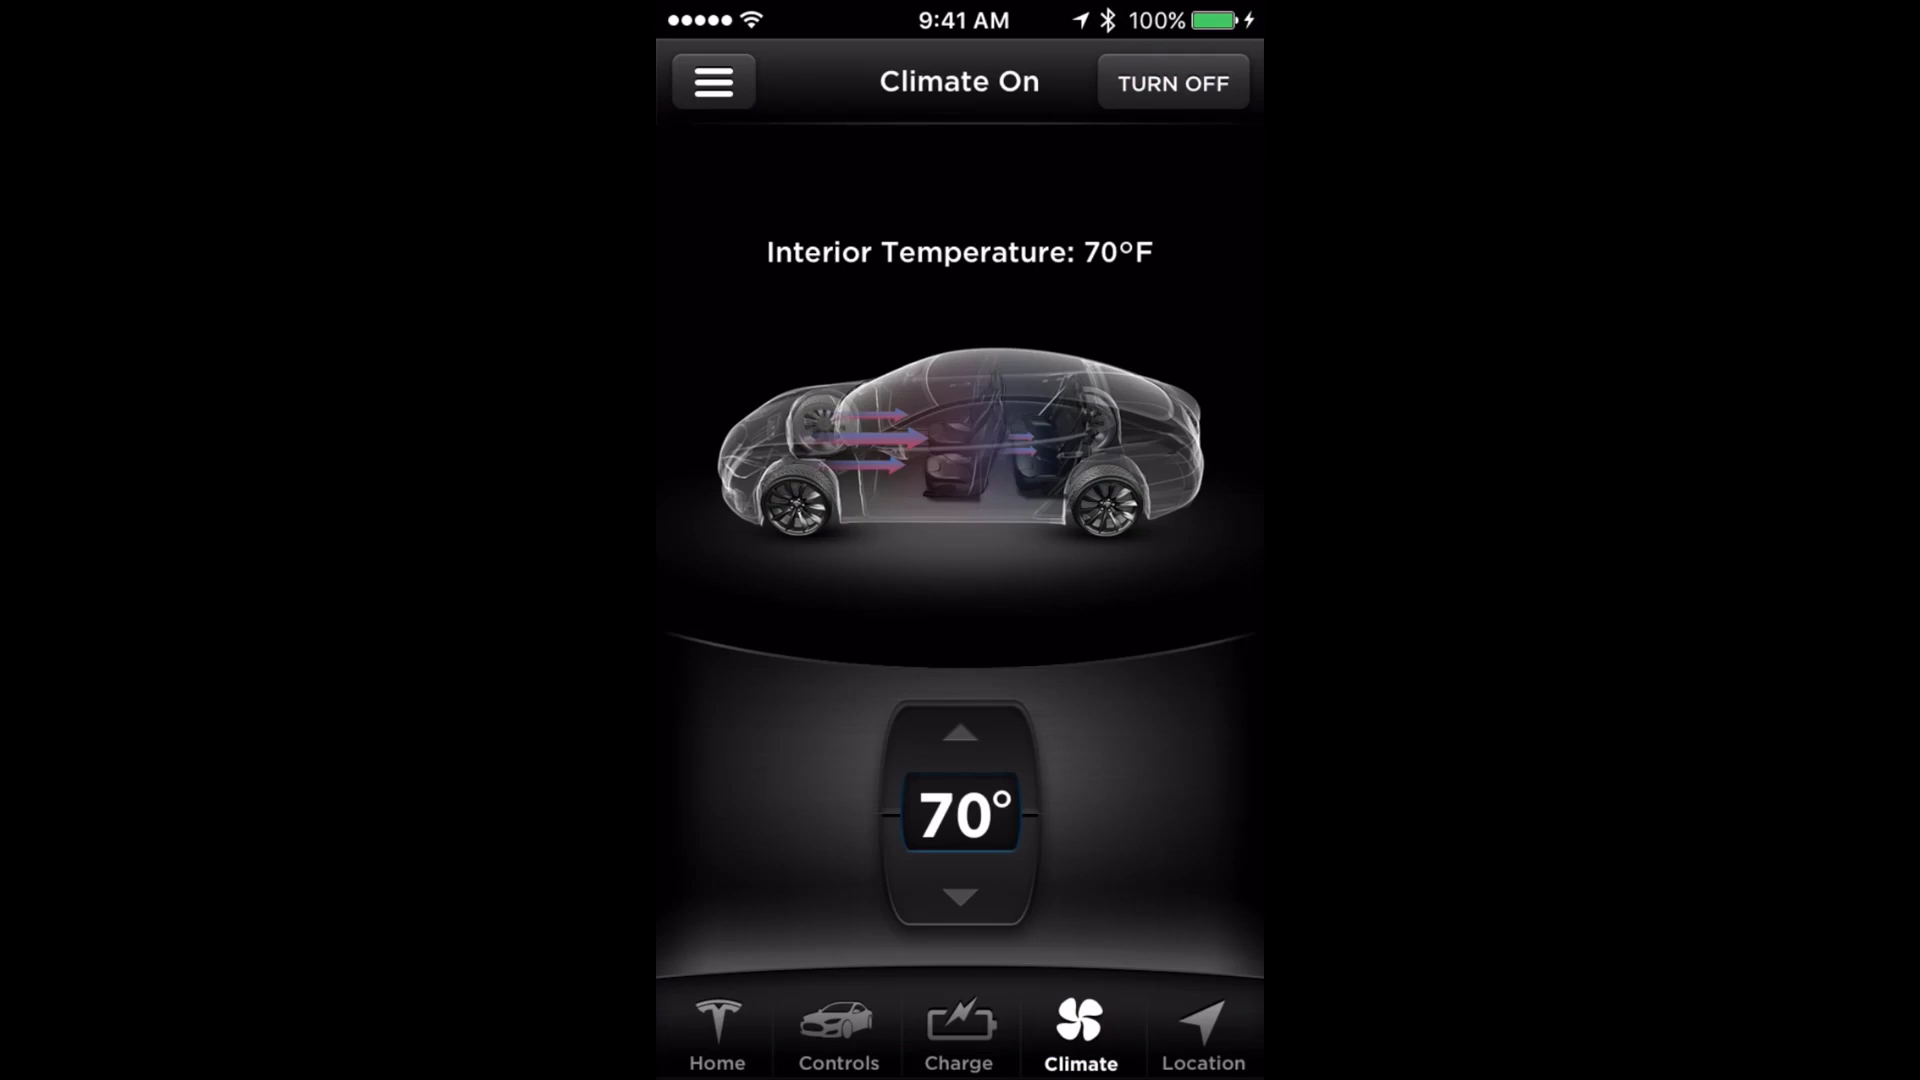 9:41 AM 100%
Climate On TURN OFF
Interior Temperature: 70°F
70°
Home Controls Charge Climate Location